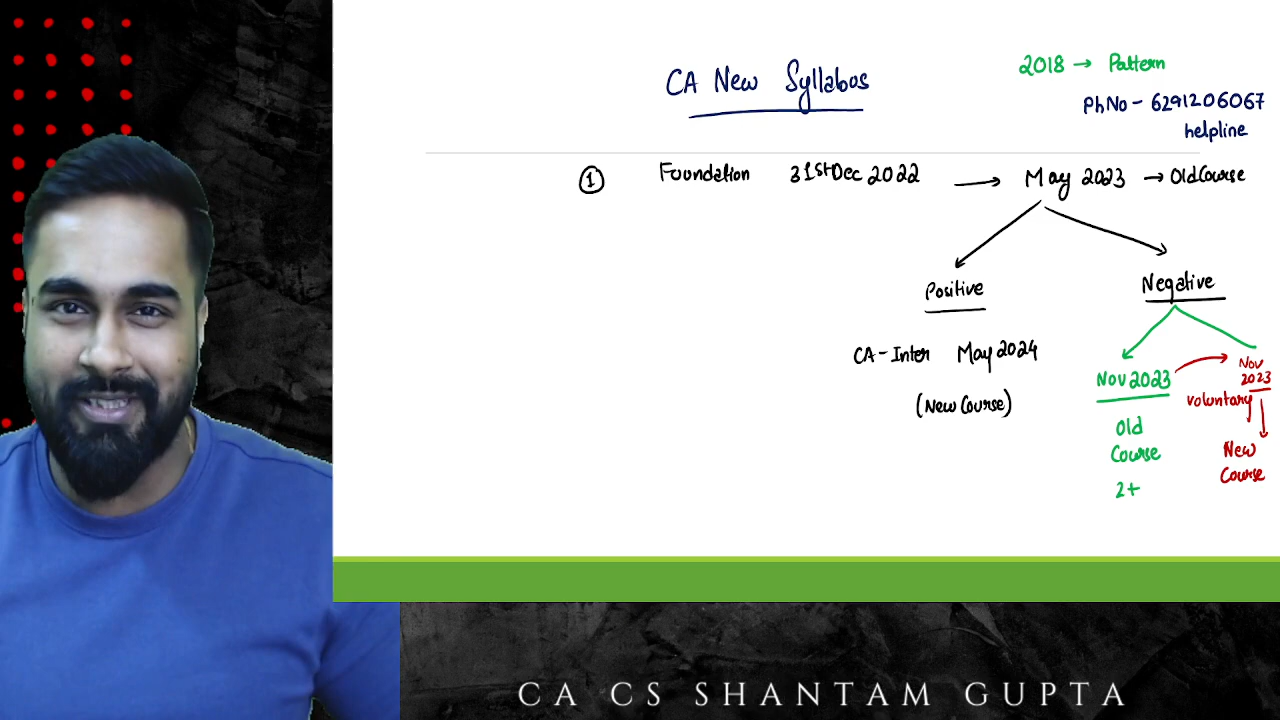 CA New Syllabus
2018 → Pattern
Ph No - 6291206067
helpline
① Foundation 31st Dec 2022 → May 2023 → Old Course
Positive
Negative
CA-Inter May 2024
(New Course)
Nov 2023
Old
Course
2+
Nov
2023
voluntary
New
Course
CA CS SHANTAM GUPTA